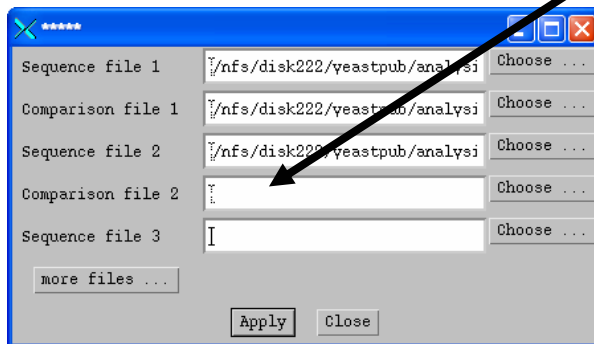 *****
Sequence file 1 /nfs/disk222/yeastpub/analysi Choose ...
Comparison file 1 /nfs/disk222/yeastpub/analysi Choose ...
Sequence file 2 /nfs/disk222/yeastpub/analysi Choose ...
Comparison file 2 Choose ...
Sequence file 3 Choose ...
more files ...
Apply Close